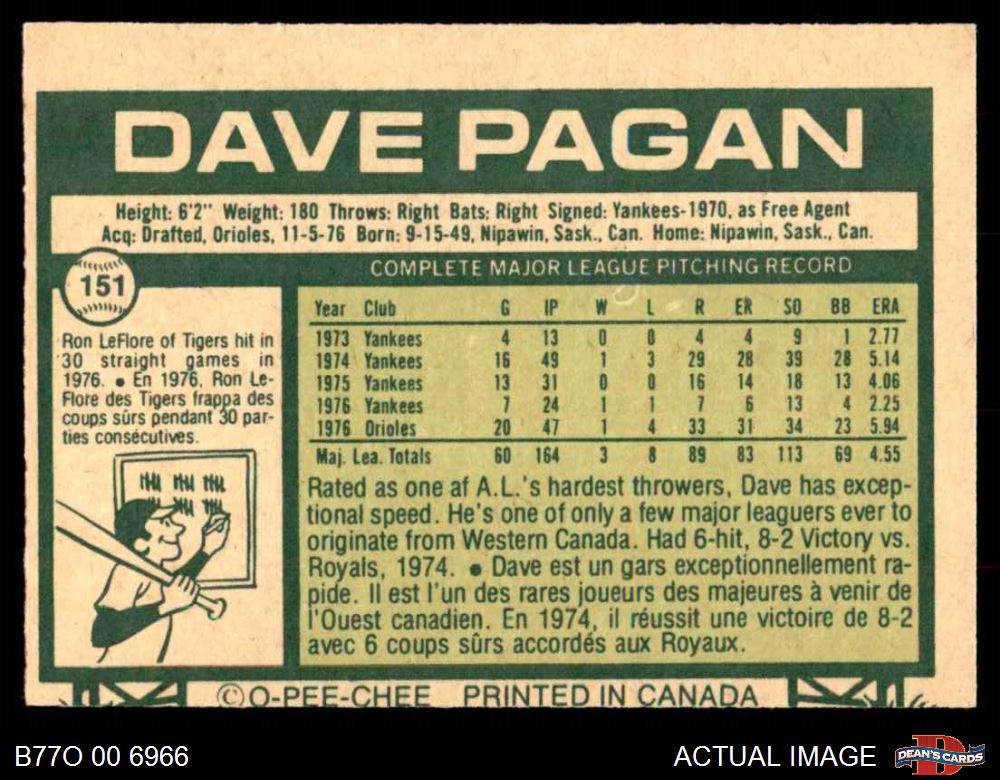 DAVE PAGAN
Height: 6'2" Weight: 180 Throws: Right Bats: Right Signed: Yankees-1970, as Free Agent
Acq: Drafted, Orioles, 11-5-76 Born: 9-15-49, Nipawin, Sask., Can. Home: Nipawin, Sask., Can.
151
Ron LeFlore of Tigers hit in
30 straight games in
1976. ● En 1976, Ron Le-
Flore des Tigers frappa des
coups sûrs pendant 30 par-
ties consécutives.
COMPLETE MAJOR LEAGUE PITCHING RECORD
Year Club G IP W L R ER SO BB ERA
1973 Yankees 4 13 0 0 4 4 9 1 2.77
1974 Yankees 16 49 1 3 29 28 39 28 5.14
1975 Yankees 13 31 0 0 16 14 18 13 4.06
1976 Yankees 7 24 1 1 7 6 13 4 2.25
1976 Orioles 20 47 1 4 33 31 34 23 5.94
Maj. Lea. Totals 60 164 3 8 89 83 113 69 4.55
Rated as one af A.L.'s hardest throwers, Dave has excep-
tional speed. He's one of only a few major leaguers ever to
originate from Western Canada. Had 6-hit, 8-2 Victory vs.
Royals, 1974. ● Dave est un gars exceptionnellement ra-
pide. Il est l'un des rares joueurs des majeures à venir de
l'Ouest canadien. En 1974, il réussit une victoire de 8-2
avec 6 coups sûrs accordés aux Royaux.
©O-PEE-CHEE PRINTED IN CANADA
B77O 00 6966
ACTUAL IMAGE
D
DEAN'S CARDS